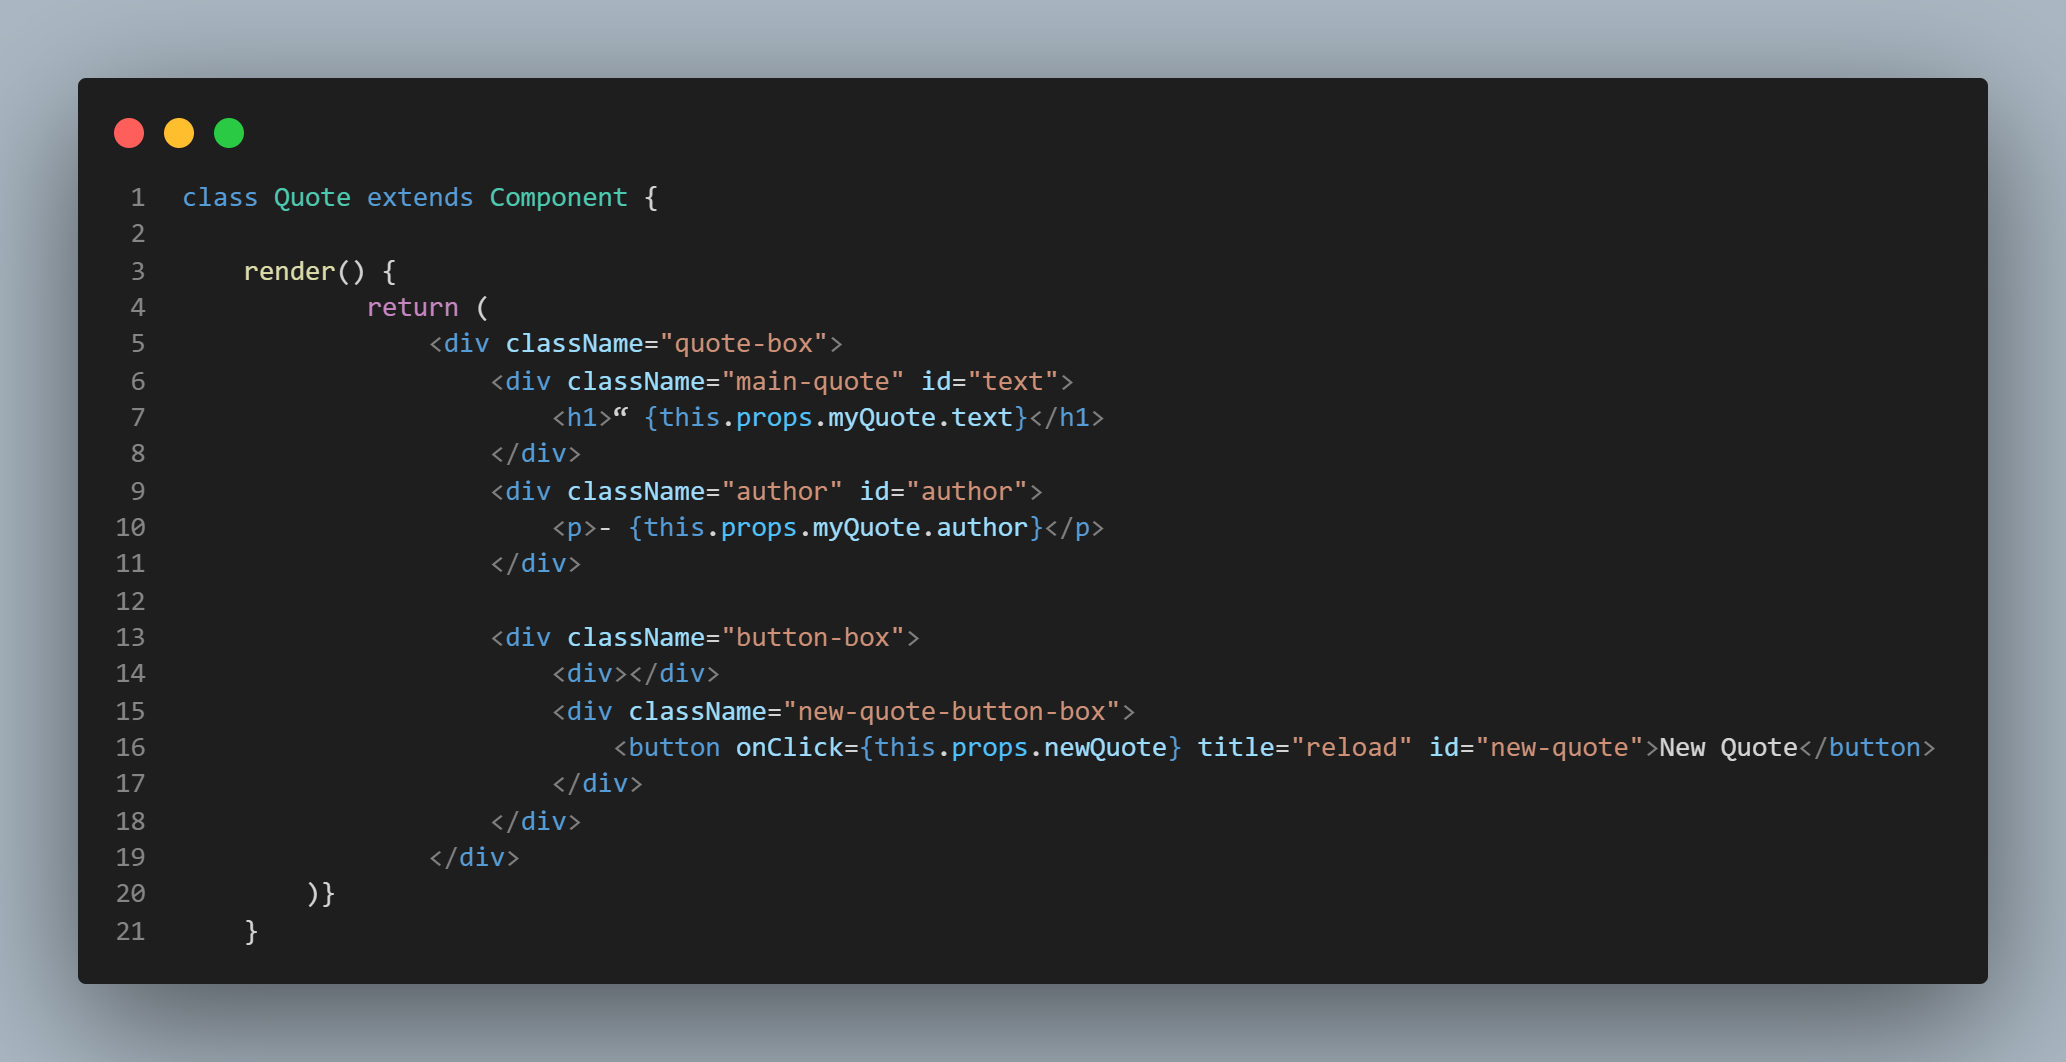 1 class Quote extends Component {
2
3     render() {
4             return (
5                 <div className="quote-box">
6                     <div className="main-quote" id="text">
7                         <h1>“ {this.props.myQuote.text}</h1>
8                     </div>
9                     <div className="author" id="author">
10                         <p>- {this.props.myQuote.author}</p>
11                     </div>
12
13                     <div className="button-box">
14                         <div></div>
15                         <div className="new-quote-button-box">
16                             <button onClick={this.props.newQuote} title="reload" id="new-quote">New Quote</button>
17                         </div>
18                     </div>
19                 </div>
20         )}
21     }